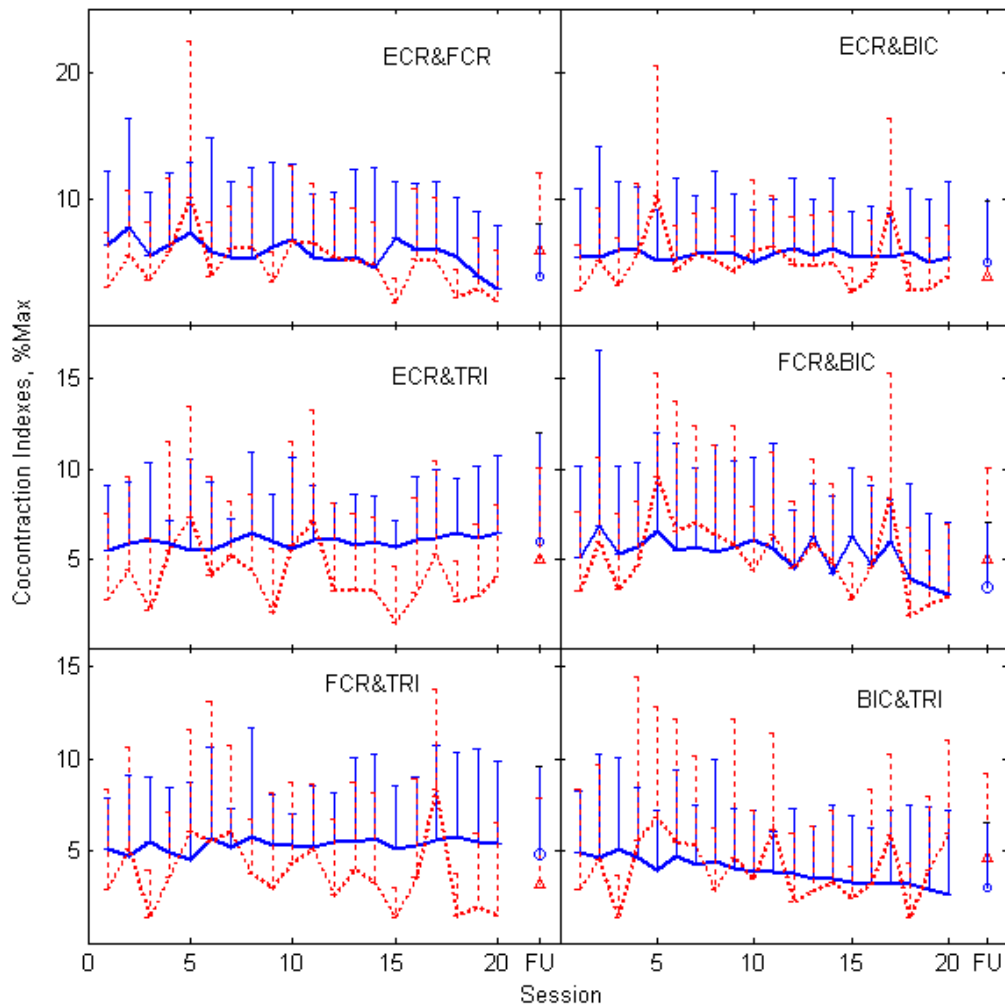 Cocontraction Indexes, %Max
ECR&FCR
ECR&BIC
20
10
ECR&TRI
FCR&BIC
15
10
5
FCR&TRI
BIC&TRI
15
10
5
0 5 10 15 20 FU 5 10 15 20 FU
Session